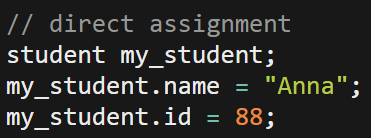 // direct assignment
student my_student;
my_student.name = "Anna";
my_student.id = 88;